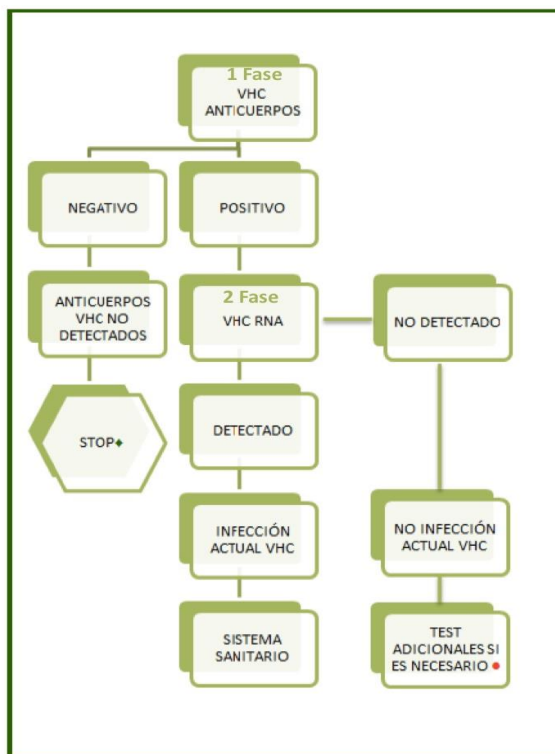 1 Fase
VHC
ANTICUERPOS
NEGATIVO
POSITIVO
ANTICUERPOS
VHC NO
DETECTADOS
2 Fase
VHC RNA
NO DETECTADO
STOP♦
DETECTADO
INFECCIÓN
ACTUAL VHC
NO INFECCIÓN
ACTUAL VHC
SISTEMA
SANITARIO
TEST
ADICIONALES SI
ES NECESARIO ●